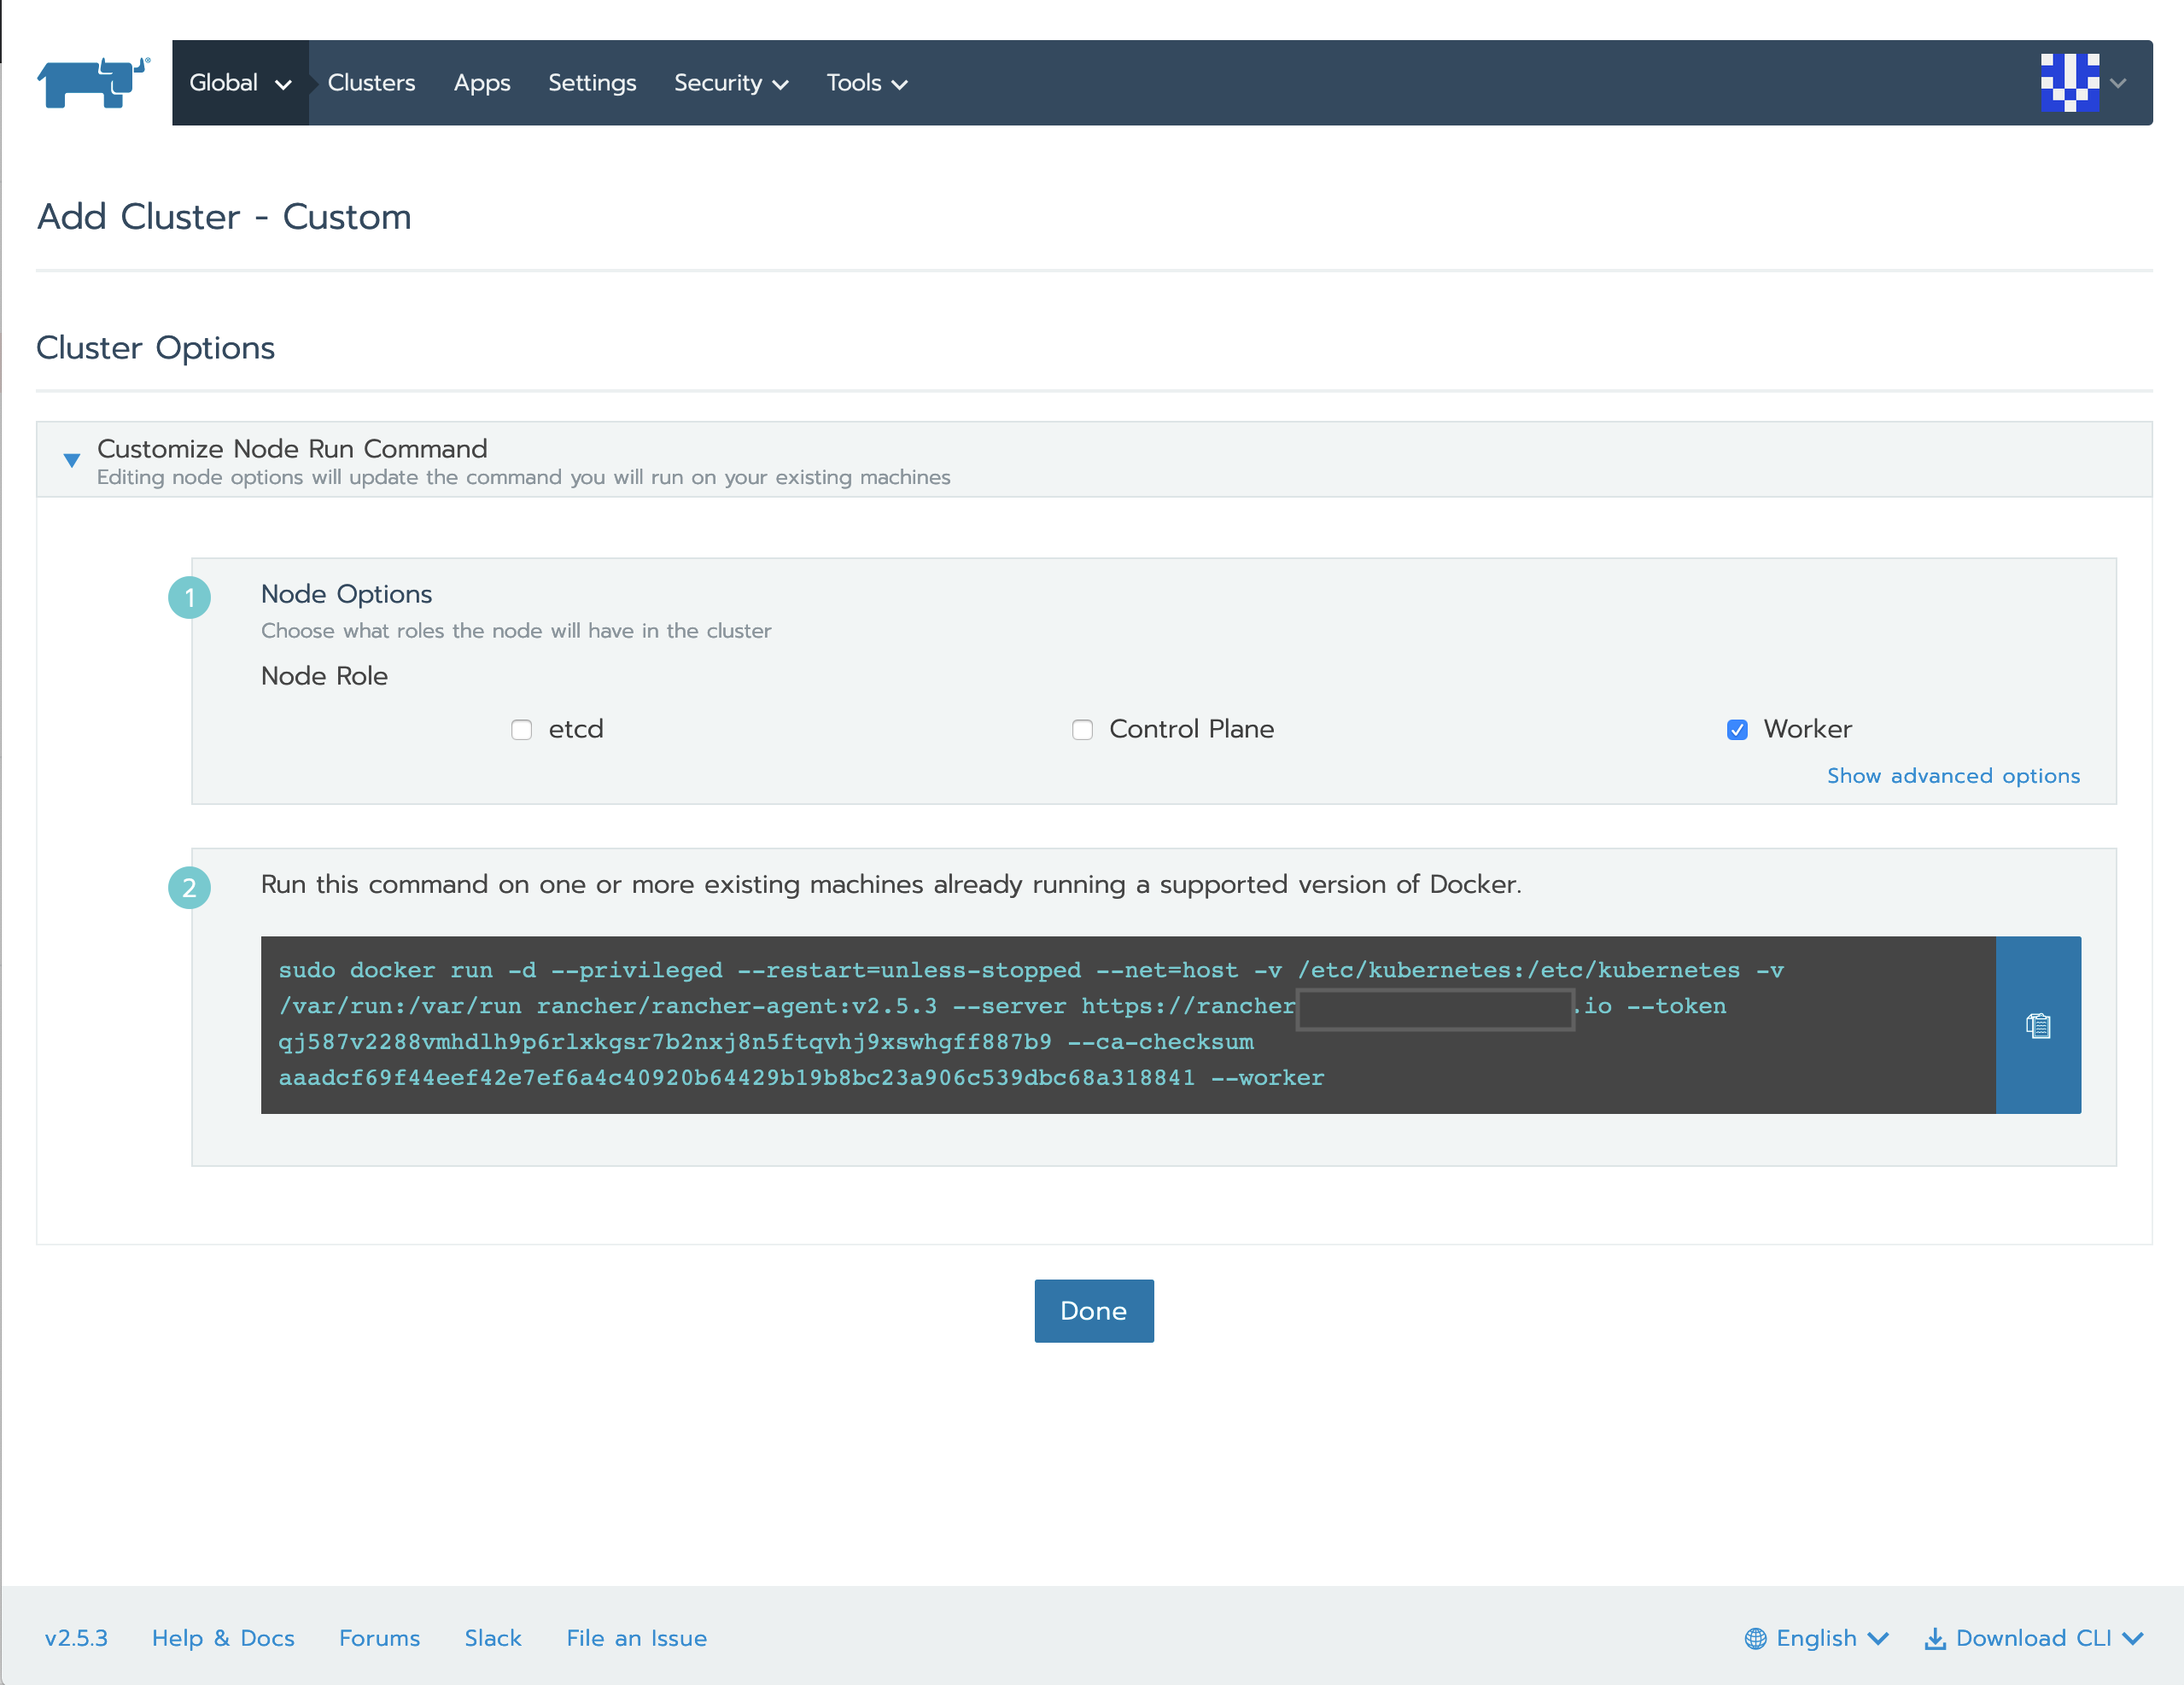 Global Clusters Apps Settings Security Tools
Add Cluster - Custom
Cluster Options
Customize Node Run Command
Editing node options will update the command you will run on your existing machines
1
Node Options
Choose what roles the node will have in the cluster
Node Role
etcd Control Plane Worker
Show advanced options
2
Run this command on one or more existing machines already running a supported version of Docker.
sudo docker run -d --privileged --restart=unless-stopped --net=host -v /etc/kubernetes:/etc/kubernetes -v
/var/run:/var/run rancher/rancher-agent:v2.5.3 --server https://rancher .io --token
qj587v2288vmhdlh9p6rlxkgsr7b2nxj8n5ftqvhj9xswhgff887b9 --ca-checksum
aaadcf69f44eef42e7ef6a4c40920b64429b19b8bc23a906c539dbc68a318841 --worker
Done
v2.5.3 Help & Docs Forums Slack File an Issue English Download CLI